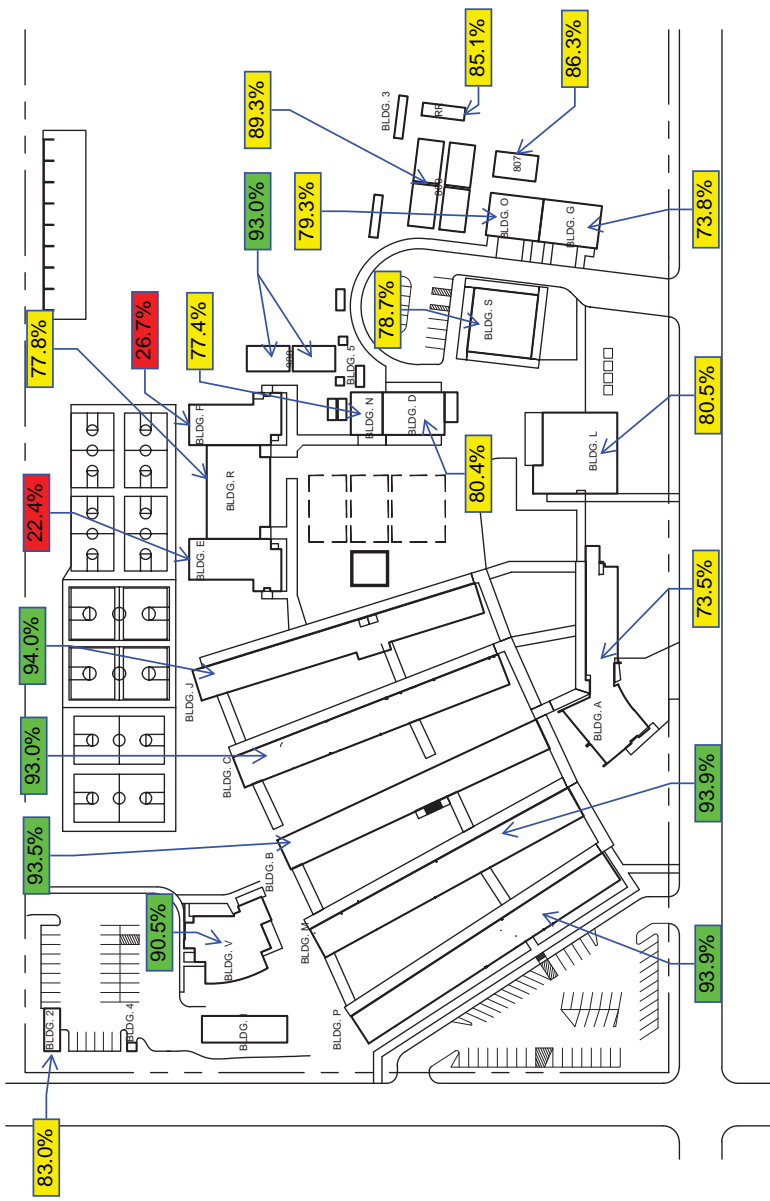 85.1%
86.3%
BLDG. 3
RR
89.3%
807
93.0%
79.3%
BLDG. O
BLDG. G
73.8%
77.8%
26.7%
77.4%
78.7%
BLDG. S
BLDG. 5
BLDG. F
BLDG. N
BLDG. D
80.4%
BLDG. L
80.5%
BLDG. R
22.4%
BLDG. E
94.0%
BLDG. J
73.5%
BLDG. A
93.0%
BLDG. C
93.5%
BLDG. B
93.9%
90.5%
BLDG. V
BLDG. M
93.9%
BLDG. P
BLDG. 2
BLDG. 4
83.0%